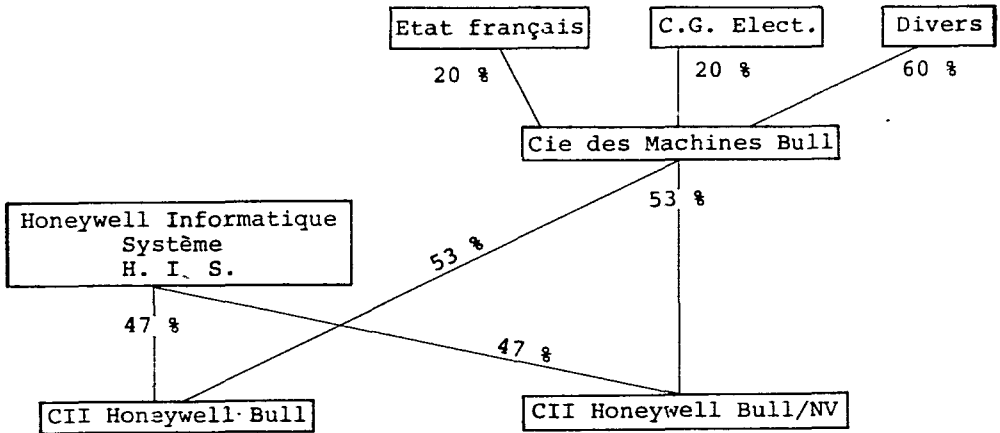 Etat français
C.G. Elect.
Divers
20 %
20 %
60 %
Cie des Machines Bull
53 %
Honeywell Informatique
Système
H. I. S.
53 %
47 %
47 %
CII Honeywell Bull
CII Honeywell Bull/NV